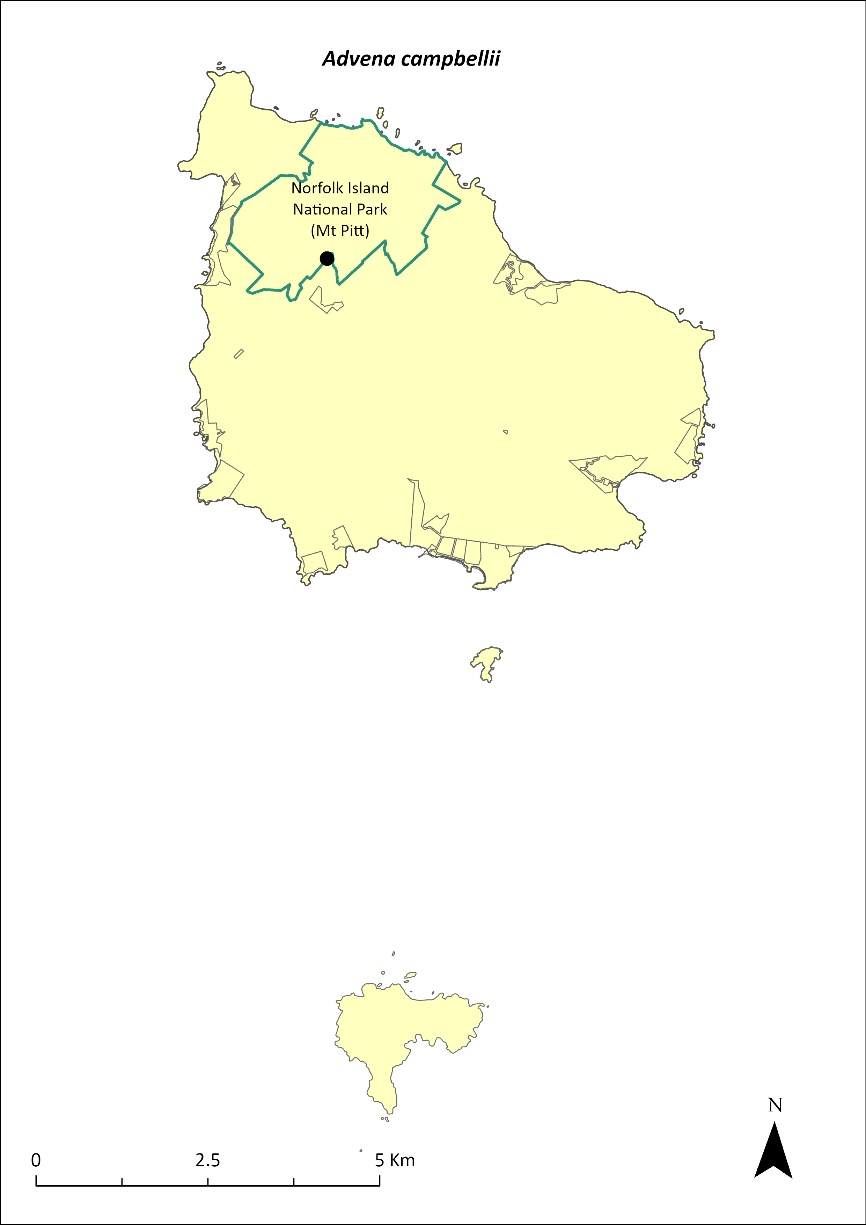 Advena campbellii
Norfolk Island
National Park
(Mt Pitt)
N
0 2.5 5 Km